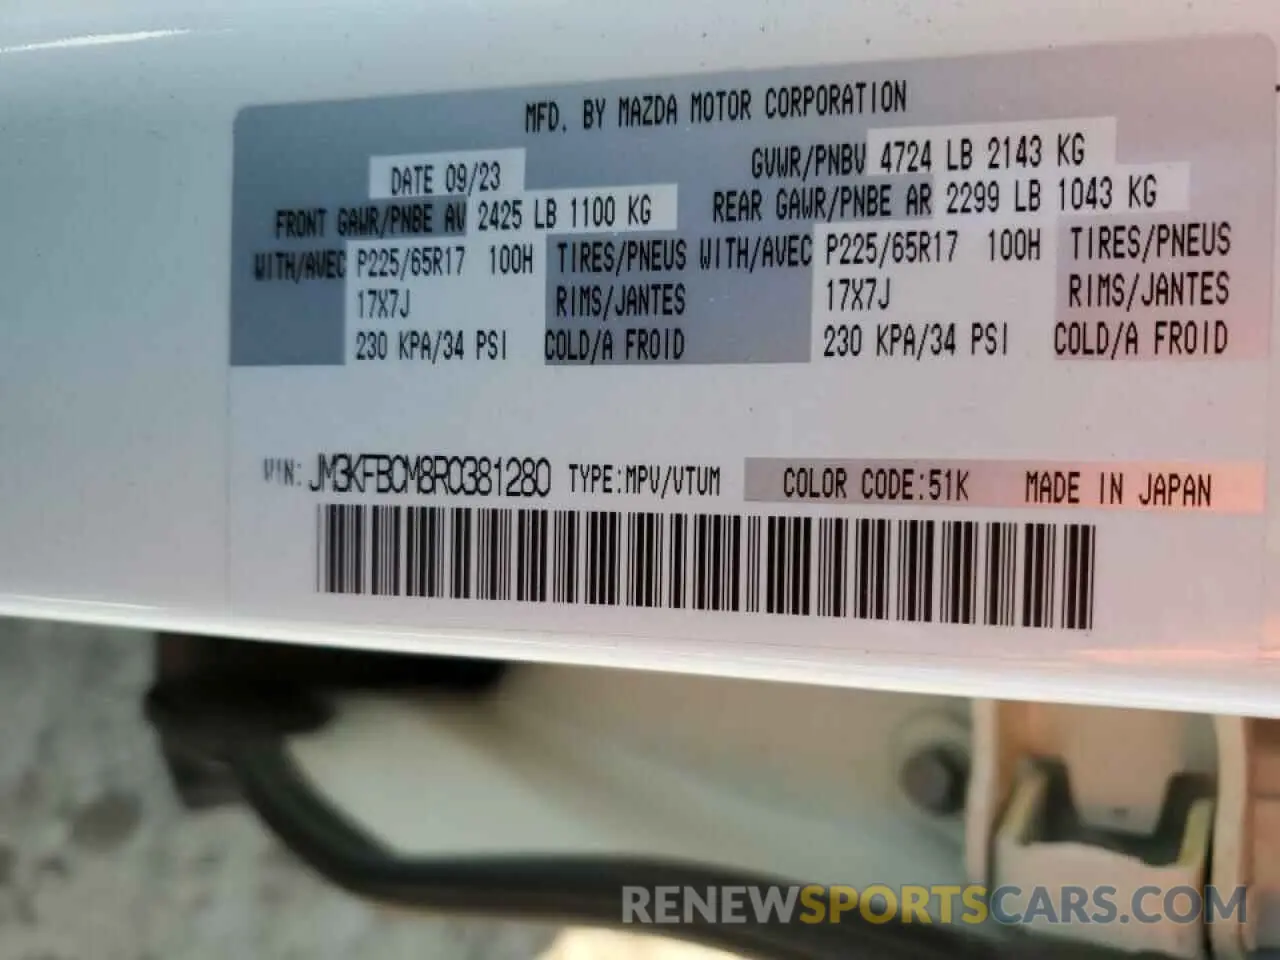 MFD. BY MAZDA MOTOR CORPORATION
DATE 09/23 GVWR/PNBV 4724 LB 2143 KG
FRONT GAWR/PNBE AV 2425 LB 1100 KG REAR GAWR/PNBE AR 2299 LB 1043 KG
WITH/AVEC P225/65R17 100H TIRES/PNEUS WITH/AVEC P225/65R17 100H TIRES/PNEUS
17X7J RIMS/JANTES 17X7J RIMS/JANTES
230 KPA/34 PSI COLD/A FROID 230 KPA/34 PSI COLD/A FROID
VIN: JM3KFBCM8R0381280 TYPE:MPV/VTUM COLOR CODE:51K MADE IN JAPAN
RENEWSPORTSCARS.COM